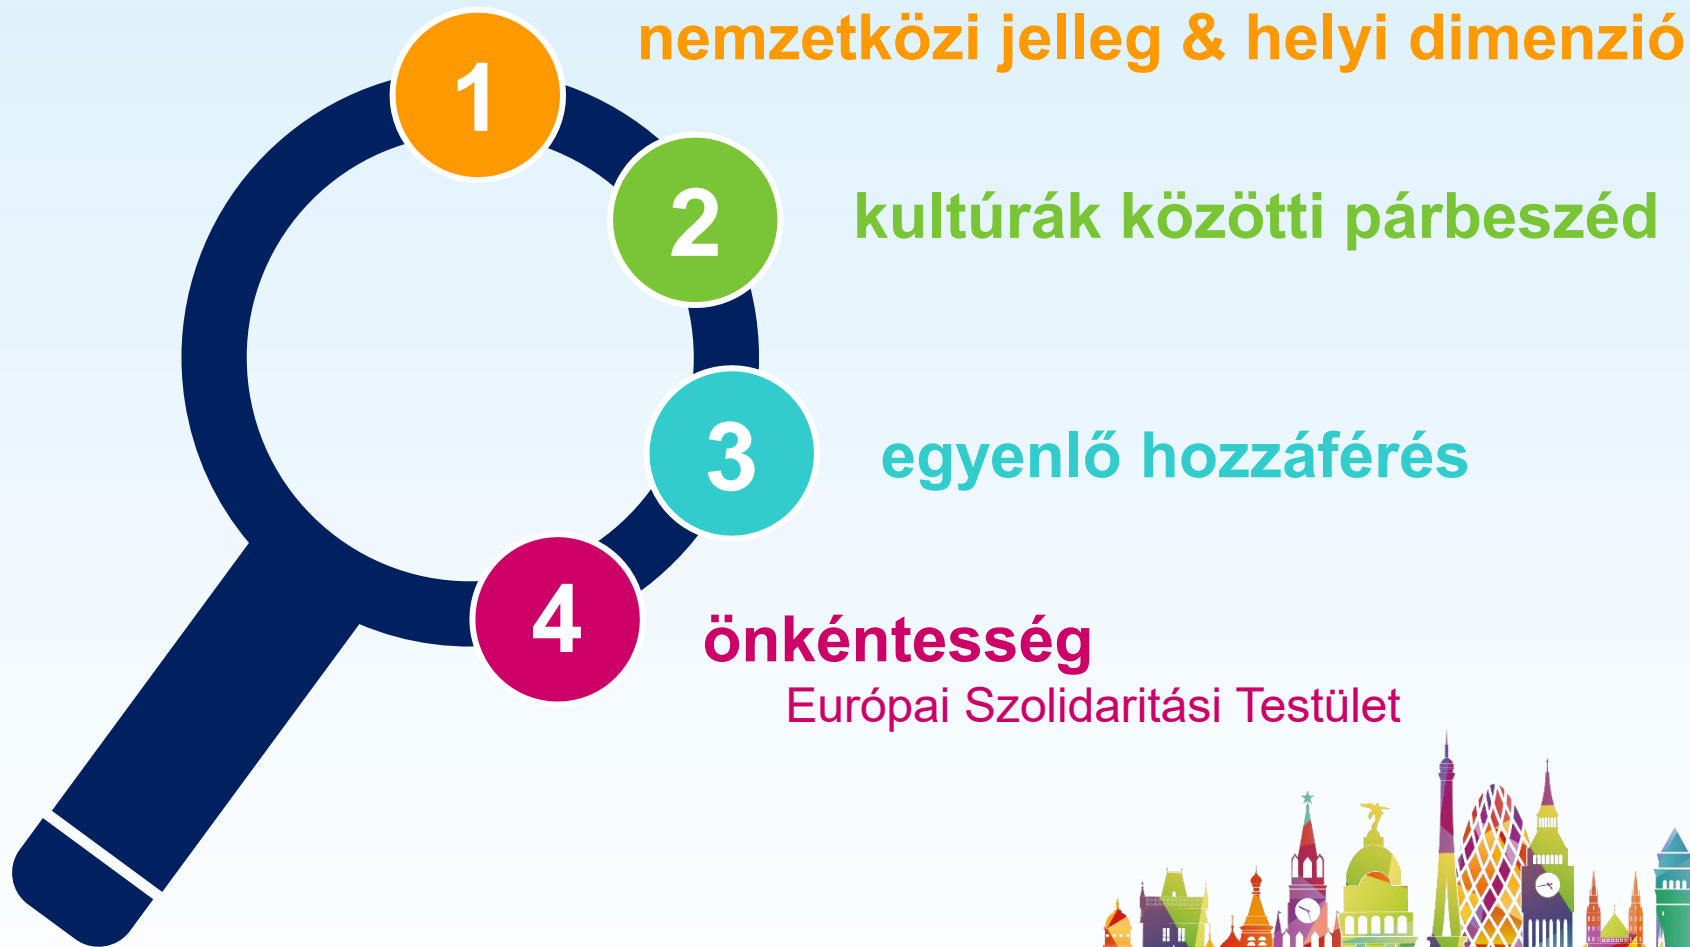 1
nemzetközi jelleg & helyi dimenzió
2
kultúrák közötti párbeszéd
3
egyenlő hozzáférés
4
önkéntesség
Európai Szolidaritási Testület